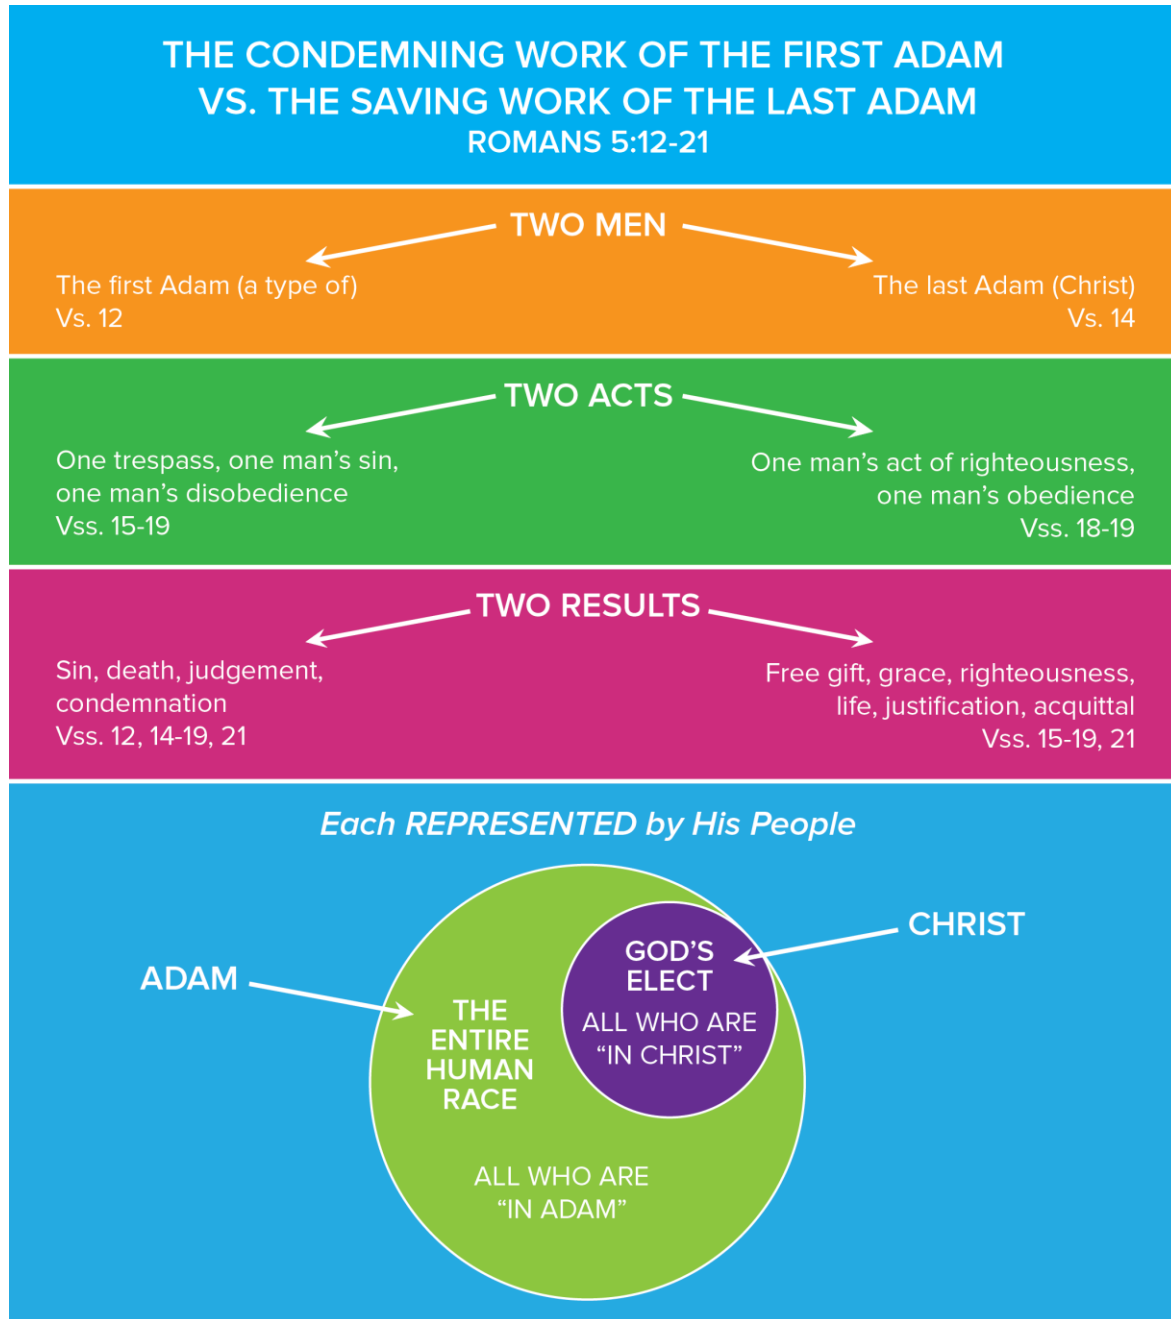 THE CONDEMNING WORK OF THE FIRST ADAM
VS. THE SAVING WORK OF THE LAST ADAM
ROMANS 5:12-21
TWO MEN
The first Adam (a type of)
Vs. 12
The last Adam (Christ)
Vs. 14
TWO ACTS
One trespass, one man’s sin,
one man’s disobedience
Vss. 15-19
One man’s act of righteousness,
one man’s obedience
Vss. 18-19
TWO RESULTS
Sin, death, judgement,
condemnation
Vss. 12, 14-19, 21
Free gift, grace, righteousness,
life, justification, acquittal
Vss. 15-19, 21
Each REPRESENTED by His People
ADAM
CHRIST
GOD’S
ELECT
ALL WHO ARE
“IN CHRIST”
THE
ENTIRE
HUMAN
RACE
ALL WHO ARE
“IN ADAM”